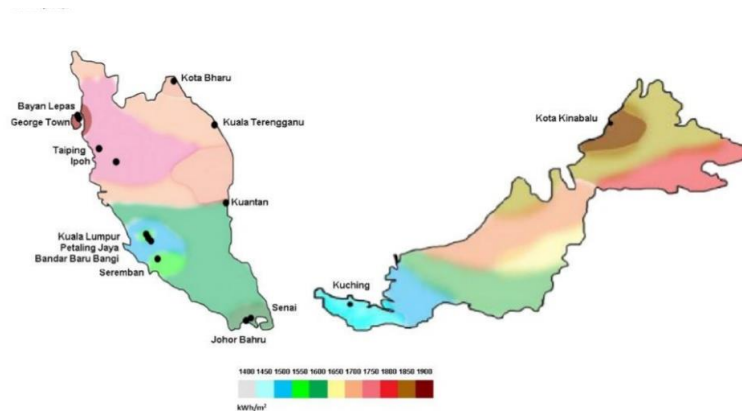 Kota Bharu
Bayan Lepas
George Town
Kuala Terengganu
Kota Kinabalu
Taiping
Ipoh
Kuantan
Kuala Lumpur
Petaling Jaya
Bandar Baru Bangi
Seremban
Kuching
Senai
Johor Bahru
1400 1450 1500 1550 1600 1650 1700 1750 1800 1850 1900
kWh/m²